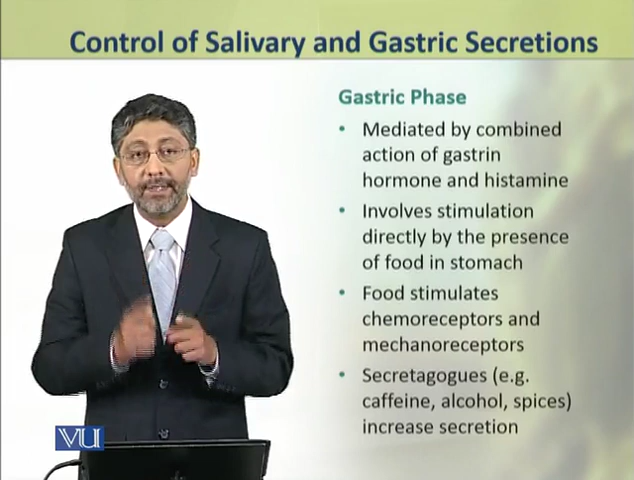 Control of Salivary and Gastric Secretions
Gastric Phase
• Mediated by combined
action of gastrin
hormone and histamine
• Involves stimulation
directly by the presence
of food in stomach
• Food stimulates
chemoreceptors and
mechanoreceptors
• Secretagogues (e.g.
caffeine, alcohol, spices)
increase secretion
VU